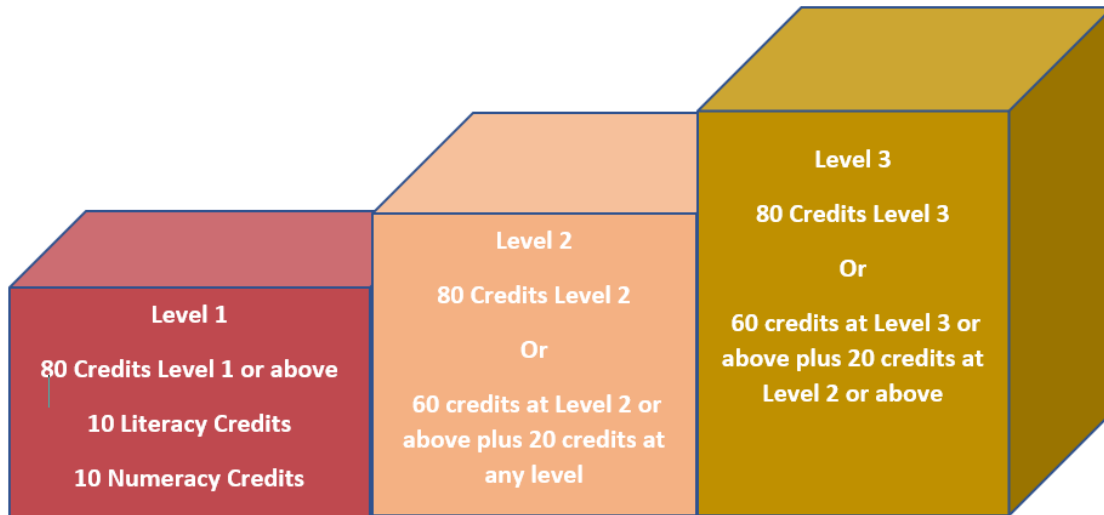 Level 1
80 Credits Level 1 or above
10 Literacy Credits
10 Numeracy Credits
Level 2
80 Credits Level 2
Or
60 credits at Level 2 or
above plus 20 credits at
any level
Level 3
80 Credits Level 3
Or
60 credits at Level 3 or
above plus 20 credits at
Level 2 or above